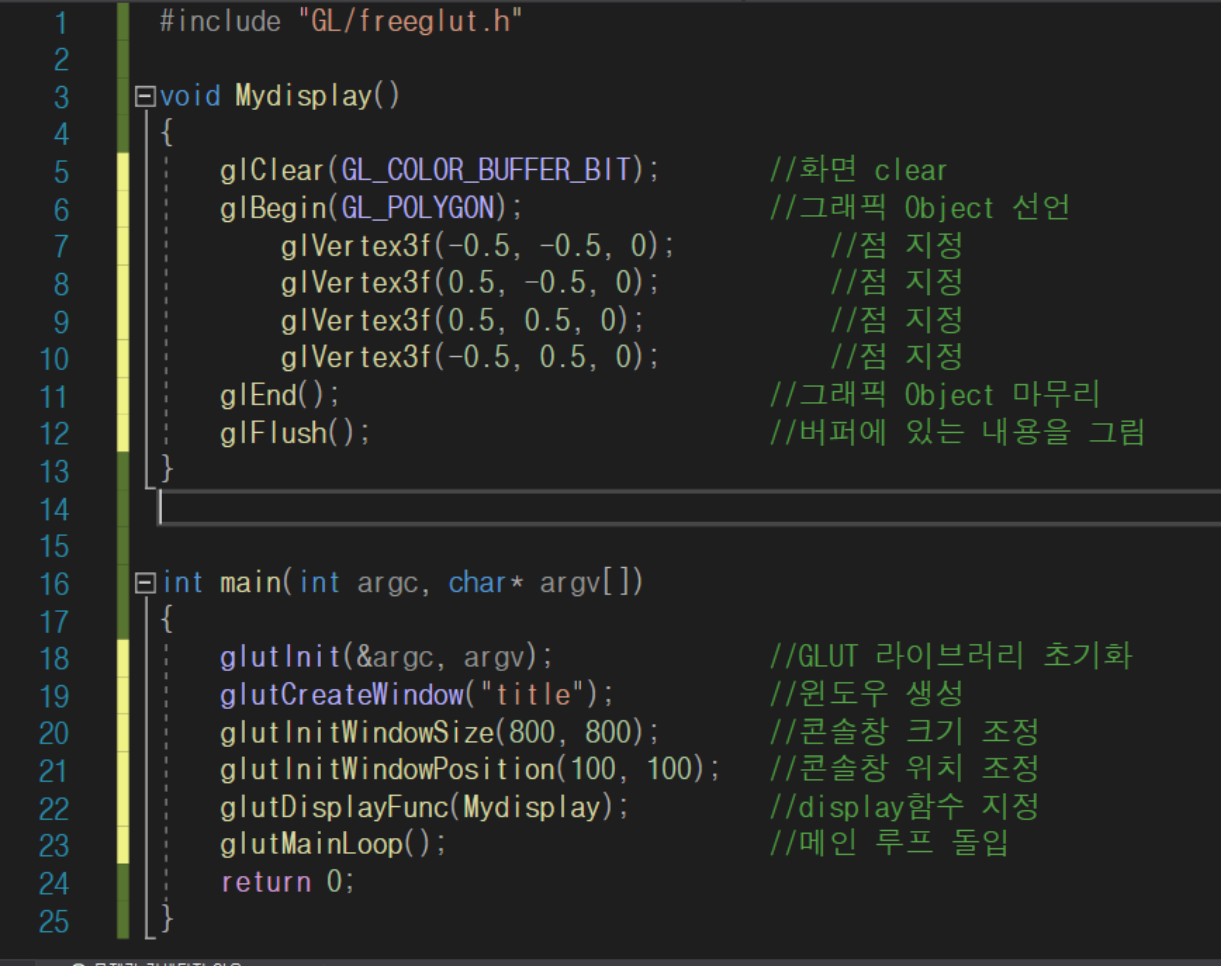 1 #include "GL/freeglut.h"
2
3 void Mydisplay()
4 {
5 glClear(GL_COLOR_BUFFER_BIT); //화면 clear
6 glBegin(GL_POLYGON); //그래픽 Object 선언
7 glVertex3f(-0.5, -0.5, 0); //점 지정
8 glVertex3f(0.5, -0.5, 0); //점 지정
9 glVertex3f(0.5, 0.5, 0); //점 지정
10 glVertex3f(-0.5, 0.5, 0); //점 지정
11 glEnd(); //그래픽 Object 마무리
12 glFlush(); //버퍼에 있는 내용을 그림
13 }
14
15
16 int main(int argc, char* argv[])
17 {
18 glutInit(&argc, argv); //GLUT 라이브러리 초기화
19 glutCreateWindow("title"); //윈도우 생성
20 glutInitWindowSize(800, 800); //콘솔창 크기 조정
21 glutInitWindowPosition(100, 100); //콘솔창 위치 조정
22 glutDisplayFunc(Mydisplay); //display함수 지정
23 glutMainLoop(); //메인 루프 돌입
24 return 0;
25 }